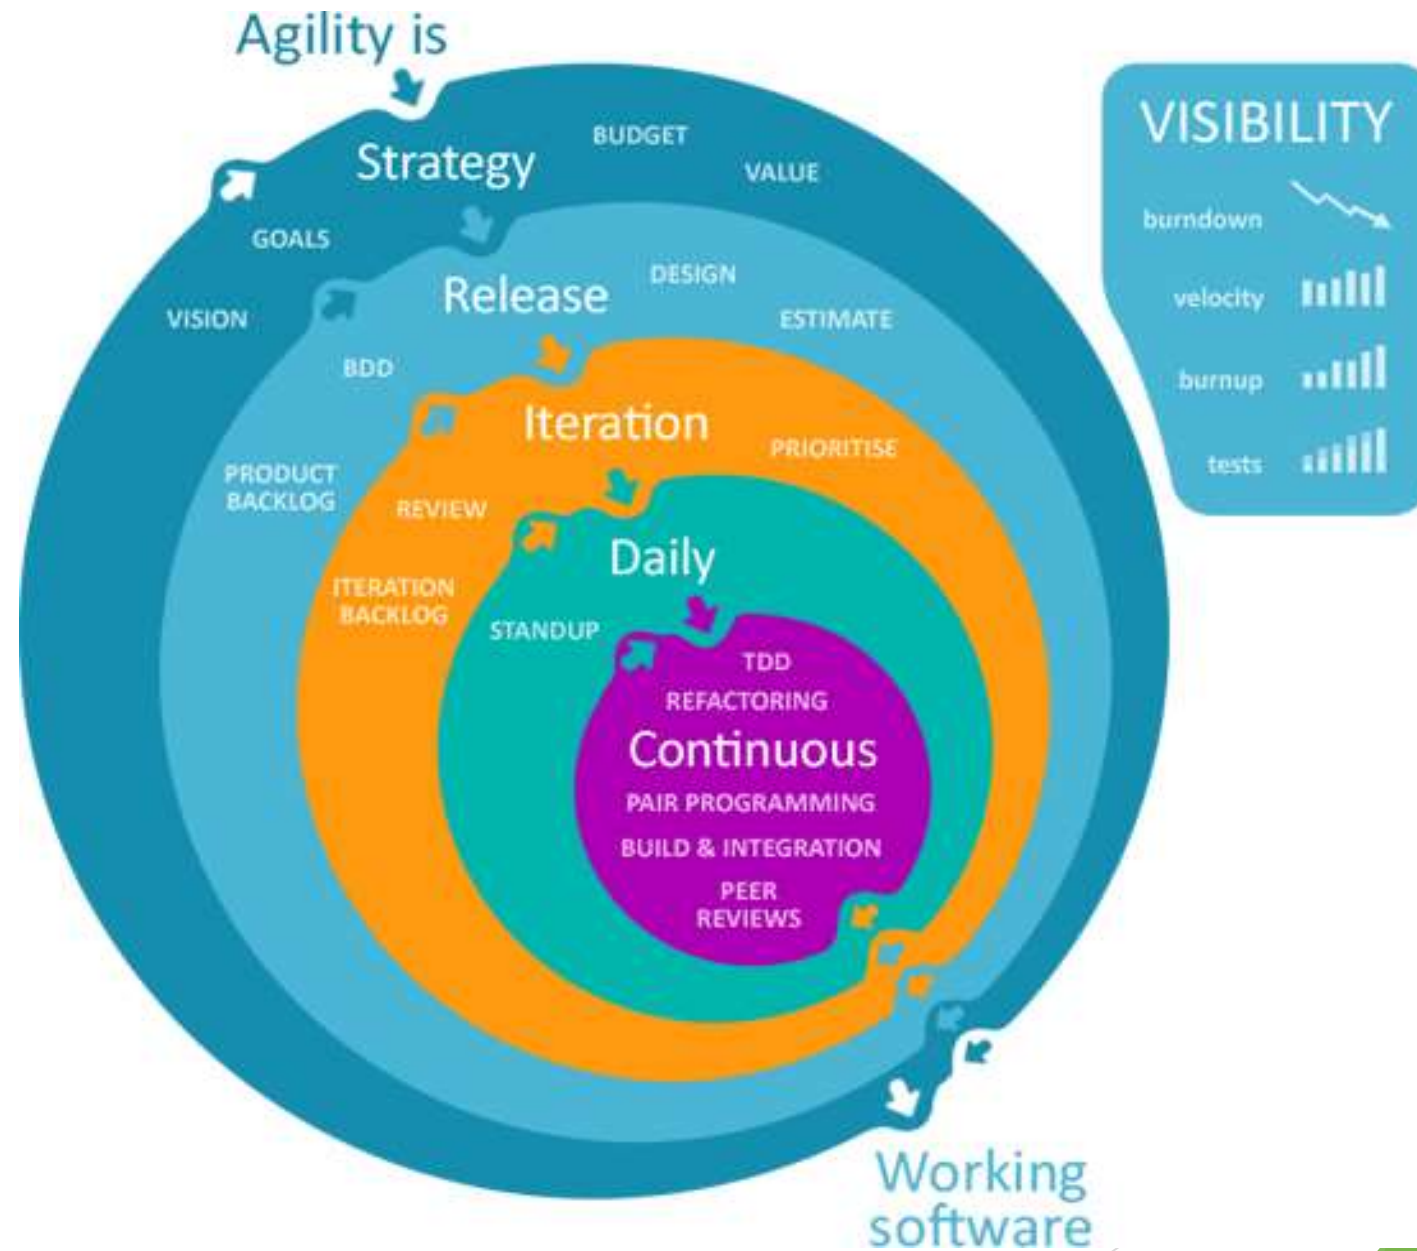 Agility is
Strategy
BUDGET
VALUE
GOALS
VISION
Release
DESIGN
ESTIMATE
BDD
PRODUCT
BACKLOG
Iteration
PRIORITISE
REVIEW
ITERATION
BACKLOG
Daily
STANDUP
TDD
REFACTORING
Continuous
PAIR PROGRAMMING
BUILD & INTEGRATION
PEER
REVIEWS
Working
software
VISIBILITY
burndown
velocity
burnup
tests